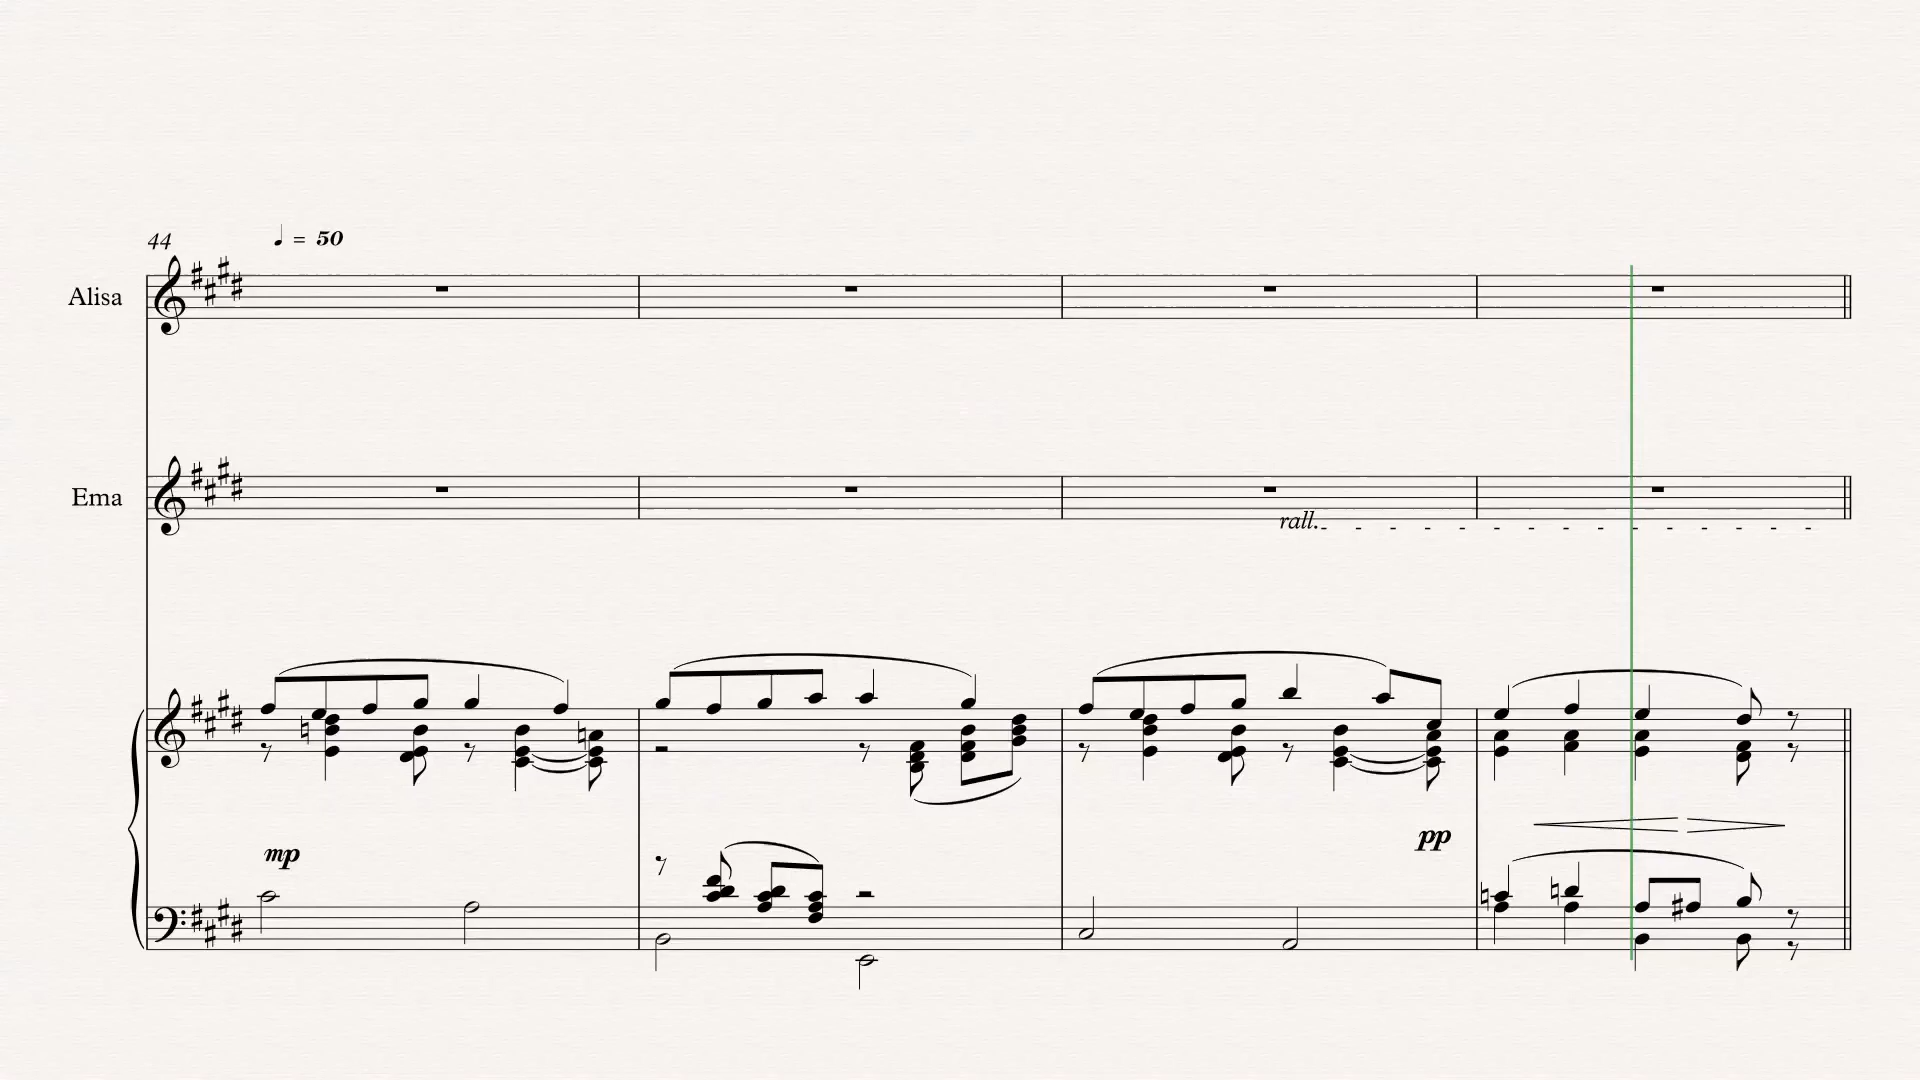 44
♩ = 50
Alisa
Ema
rall.
mp
pp